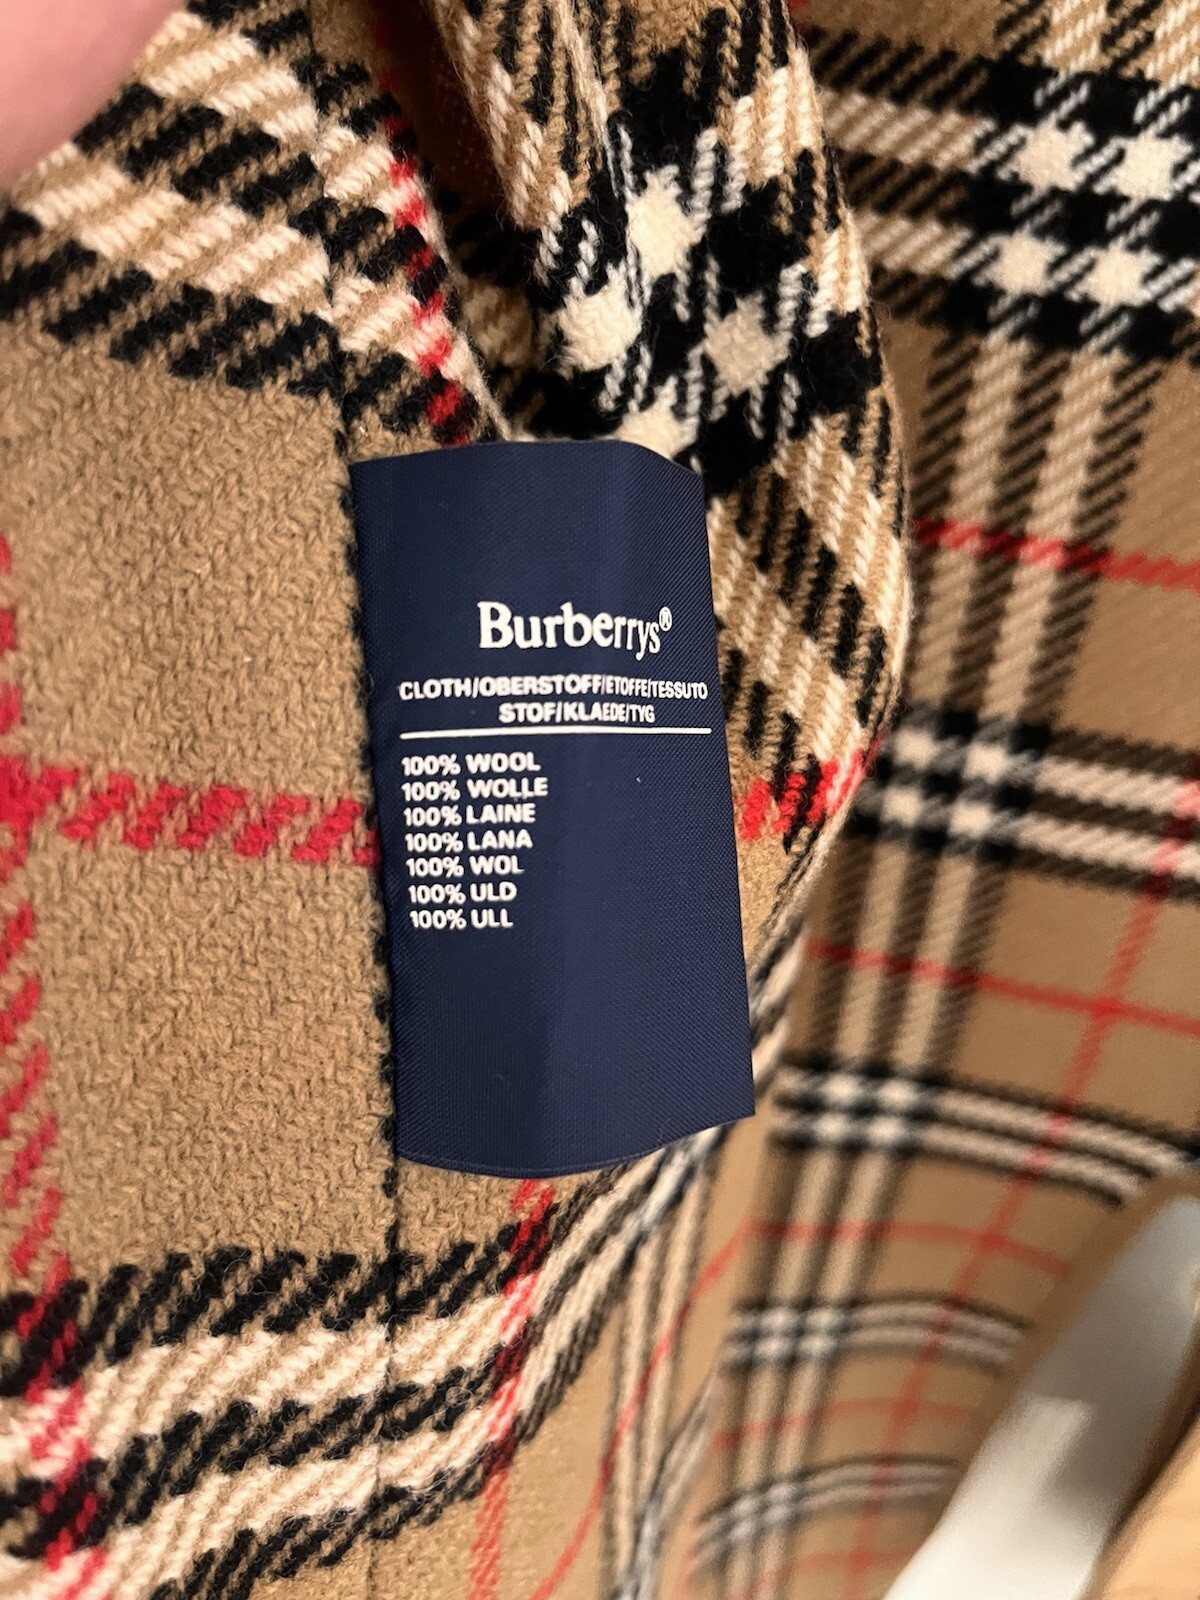 Burberrys®
CLOTH/OBERSTOFF/ETOFFE/TESSUTO
STOF/KLAEDE/TYG
100% WOOL
100% WOLLE
100% LAINE
100% LANA
100% WOL
100% ULD
100% ULL